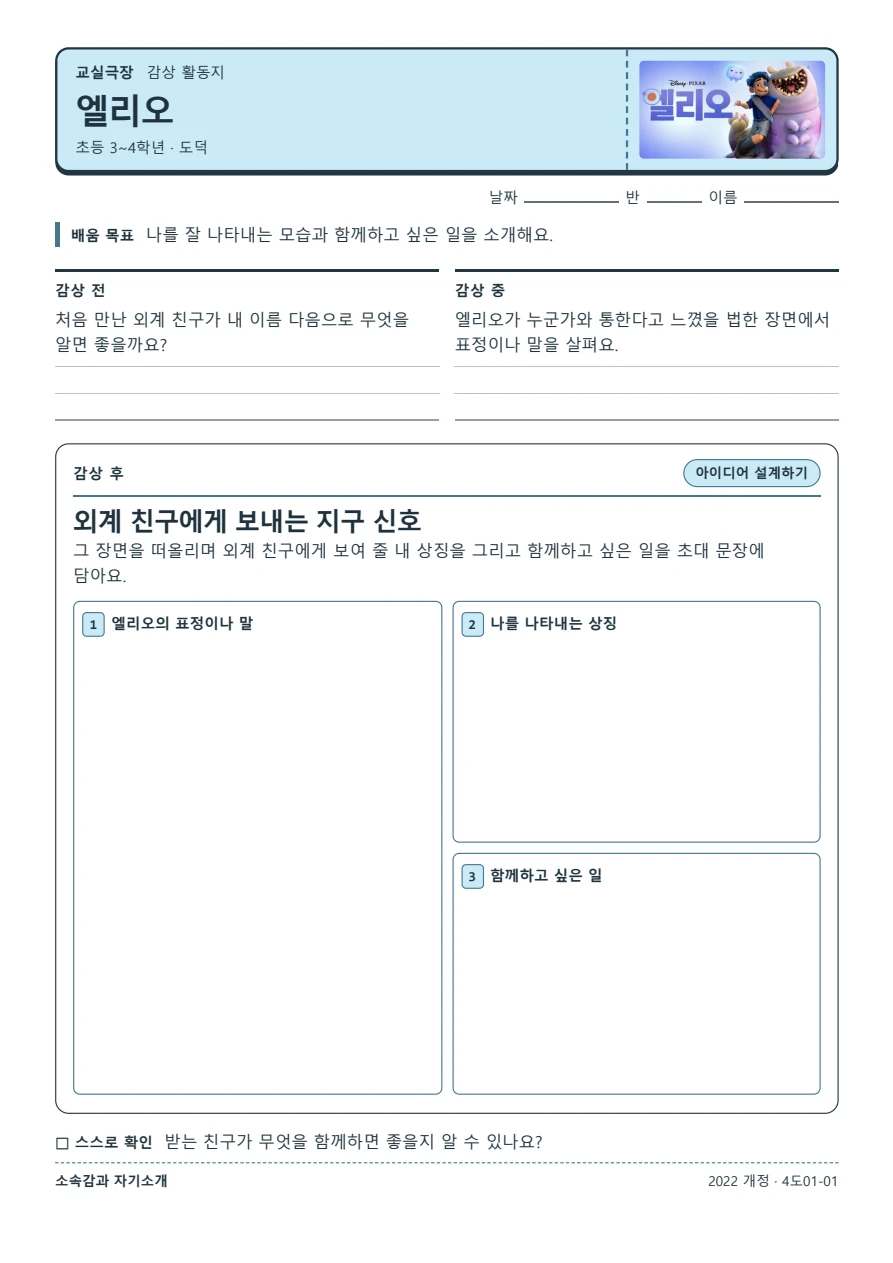 교실극장 감상 활동지
엘리오
초등 3~4학년 · 도덕
Disney · PIXAR
엘리오
날짜 반 이름
배움 목표 나를 잘 나타내는 모습과 함께하고 싶은 일을 소개해요.
감상 전
처음 만난 외계 친구가 내 이름 다음으로 무엇을
알면 좋을까요?
감상 중
엘리오가 누군가와 통한다고 느꼈을 법한 장면에서
표정이나 말을 살펴요.
감상 후
아이디어 설계하기
외계 친구에게 보내는 지구 신호
그 장면을 떠올리며 외계 친구에게 보여 줄 내 상징을 그리고 함께하고 싶은 일을 초대 문장에
담아요.
1 엘리오의 표정이나 말
2 나를 나타내는 상징
3 함께하고 싶은 일
스스로 확인 받는 친구가 무엇을 함께하면 좋을지 알 수 있나요?
소속감과 자기소개
2022 개정 · 4도01-01